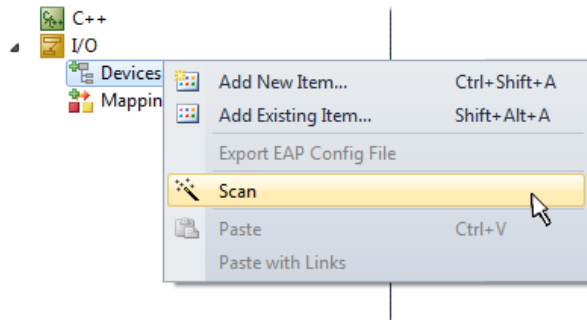 C++
I/O
Devices
Mappin
Add New Item... Ctrl+Shift+A
Add Existing Item... Shift+Alt+A
Export EAP Config File
Scan
Paste Ctrl+V
Paste with Links